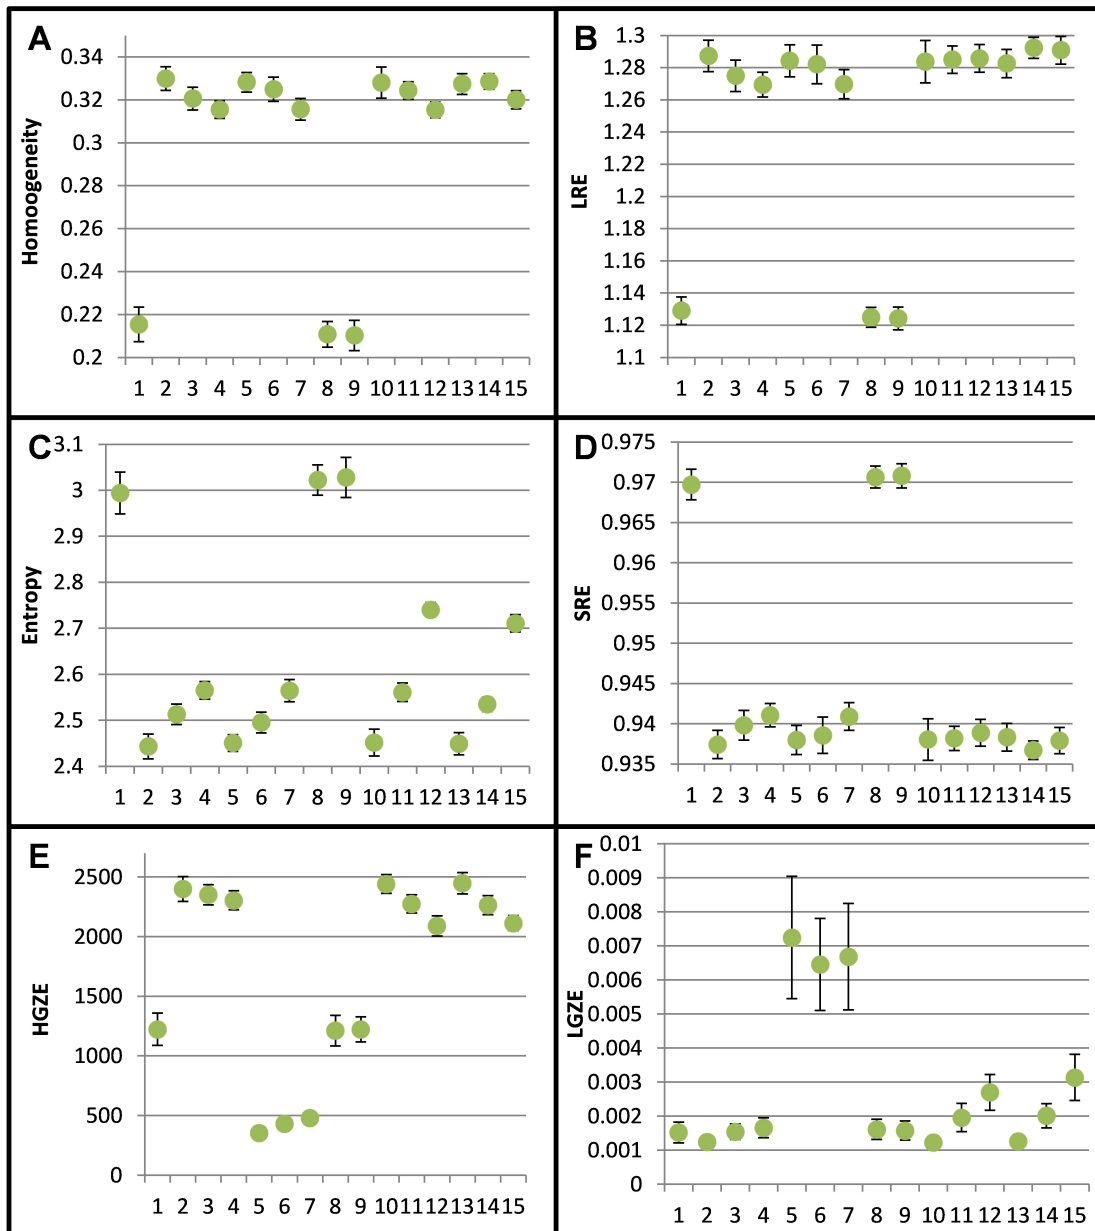 A
0.34
0.32
0.3
0.28
0.26
0.24
0.22
0.2
Homoogeneity
1 2 3 4 5 6 7 8 9 10 11 12 13 14 15
B
1.3
1.28
1.26
1.24
1.22
1.2
1.18
1.16
1.14
1.12
1.1
LRE
1 2 3 4 5 6 7 8 9 10 11 12 13 14 15
C
3.1
3
2.9
2.8
2.7
2.6
2.5
2.4
Entropy
1 2 3 4 5 6 7 8 9 10 11 12 13 14 15
D
0.975
0.97
0.965
0.96
0.955
0.95
0.945
0.94
0.935
SRE
1 2 3 4 5 6 7 8 9 10 11 12 13 14 15
E
2500
2000
1500
1000
500
0
HGZE
1 2 3 4 5 6 7 8 9 10 11 12 13 14 15
F
0.01
0.009
0.008
0.007
0.006
0.005
0.004
0.003
0.002
0.001
0
LGZE
1 2 3 4 5 6 7 8 9 10 11 12 13 14 15